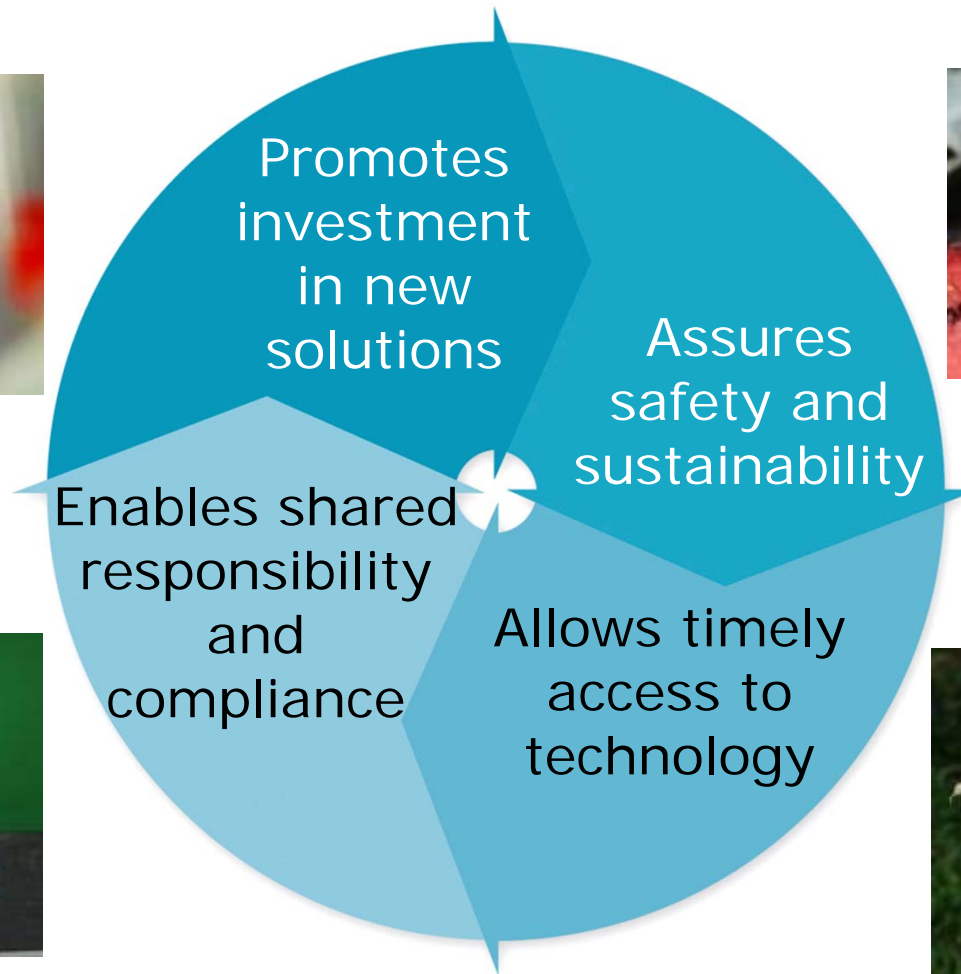 Promotes
investment
in new
solutions
Assures
safety and
sustainability
Allows timely
access to
technology
Enables shared
responsibility
and
compliance